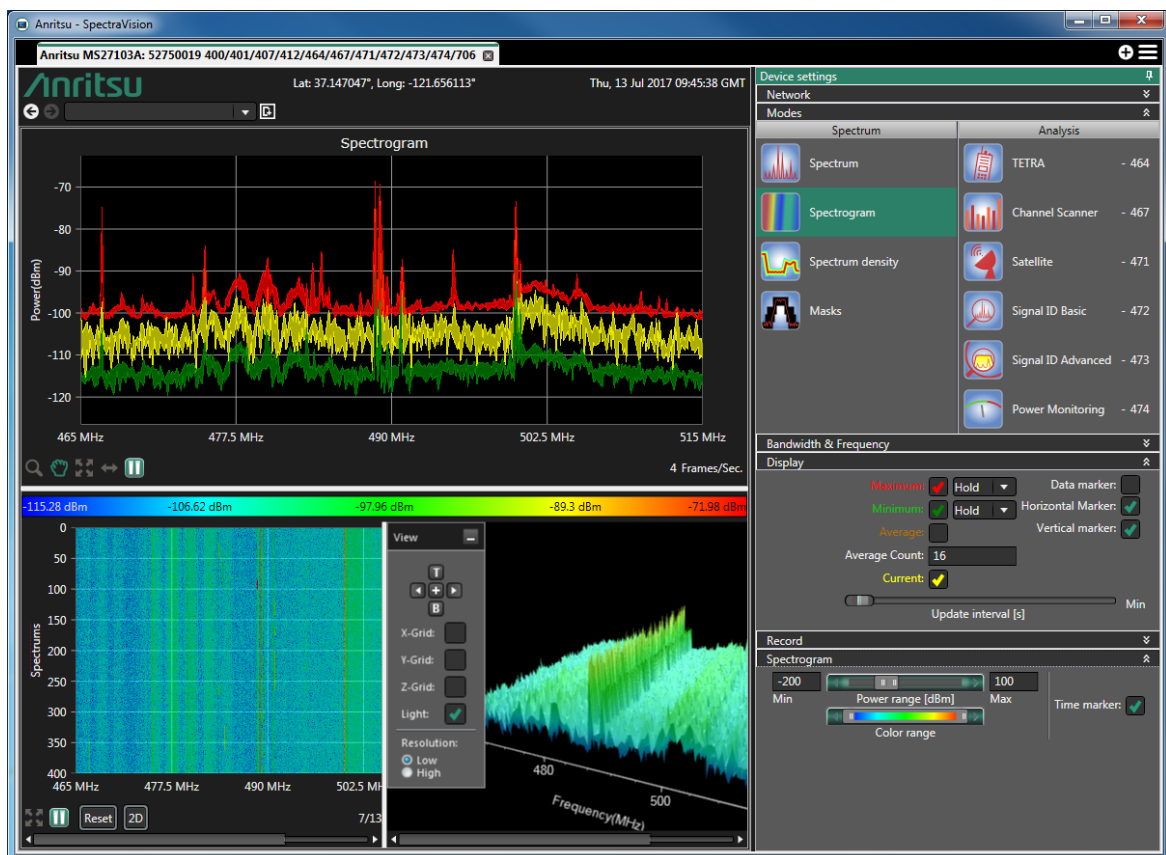 Anritsu - SpectraVision
Anritsu MS27103A: 52750019 400/401/407/412/464/467/471/472/473/474/706
Anritsu
Lat: 37.147047°, Long: -121.656113°
Thu, 13 Jul 2017 09:45:38 GMT
Spectrogram
Power(dBm)
-70
-80
-90
-100
-110
-120
465 MHz
477.5 MHz
490 MHz
502.5 MHz
515 MHz
4 Frames/Sec.
-115.28 dBm
-106.62 dBm
-97.96 dBm
-89.3 dBm
-71.98 dBm
Spectrums
0
50
100
150
200
250
300
350
400
465 MHz
477.5 MHz
490 MHz
502.5 MH
Reset
2D
7/13
View
T
B
X-Grid:
Y-Grid:
Z-Grid:
Light:
Resolution:
Low
High
480
500
Frequency(MHz)
Device settings
Network
Modes
Spectrum
Analysis
Spectrum
TETRA - 464
Spectrogram
Channel Scanner - 467
Spectrum density
Satellite - 471
Masks
Signal ID Basic - 472
Signal ID Advanced - 473
Power Monitoring - 474
Bandwidth & Frequency
Display
Maximum:
Hold
Data marker:
Minimum:
Hold
Horizontal Marker:
Average:
Vertical marker:
Average Count: 16
Current:
Min
Update interval [s]
Record
Spectrogram
-200
100
Min
Power range [dBm]
Max
Time marker:
Color range